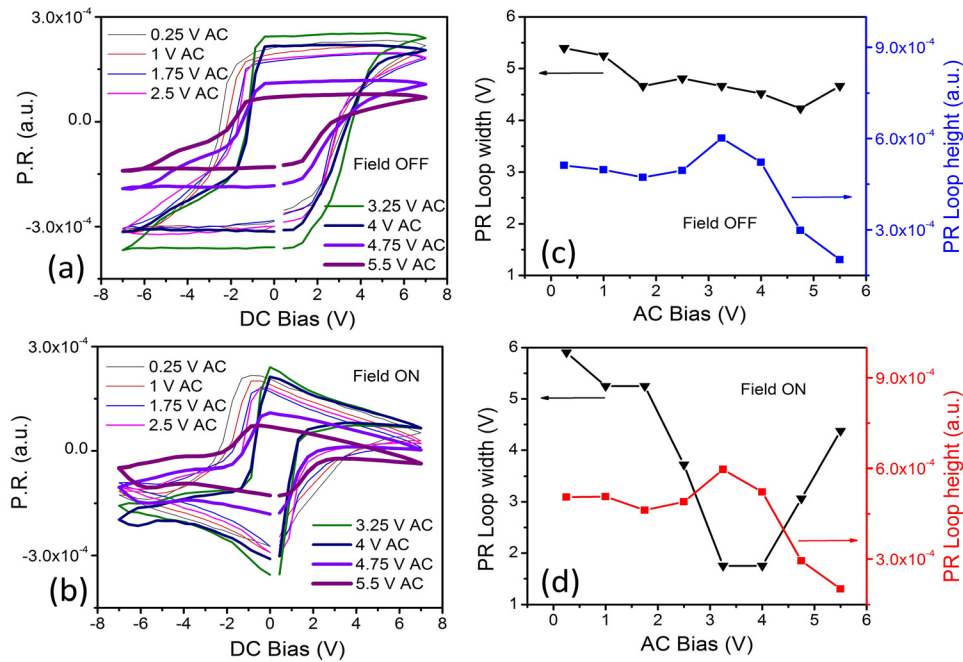 3.0x10⁻⁴
0.0
-3.0x10⁻⁴
P.R. (a.u.)
0.25 V AC
1 V AC
1.75 V AC
2.5 V AC
Field OFF
3.25 V AC
4 V AC
4.75 V AC
5.5 V AC
(a)
-8 -6 -4 -2 0 2 4 6 8
DC Bias (V)
6
5
4
3
2
1
PR Loop width (V)
9.0x10⁻⁴
6.0x10⁻⁴
3.0x10⁻⁴
PR Loop height (a.u.)
Field OFF
(c)
0 1 2 3 4 5 6
AC Bias (V)
3.0x10⁻⁴
0.0
-3.0x10⁻⁴
P.R. (a.u.)
0.25 V AC
1 V AC
1.75 V AC
2.5 V AC
Field ON
3.25 V AC
4 V AC
4.75 V AC
5.5 V AC
(b)
-8 -6 -4 -2 0 2 4 6 8
DC Bias (V)
6
5
4
3
2
1
PR Loop width (V)
9.0x10⁻⁴
6.0x10⁻⁴
3.0x10⁻⁴
PR Loop height (a.u.)
Field ON
(d)
0 1 2 3 4 5 6
AC Bias (V)